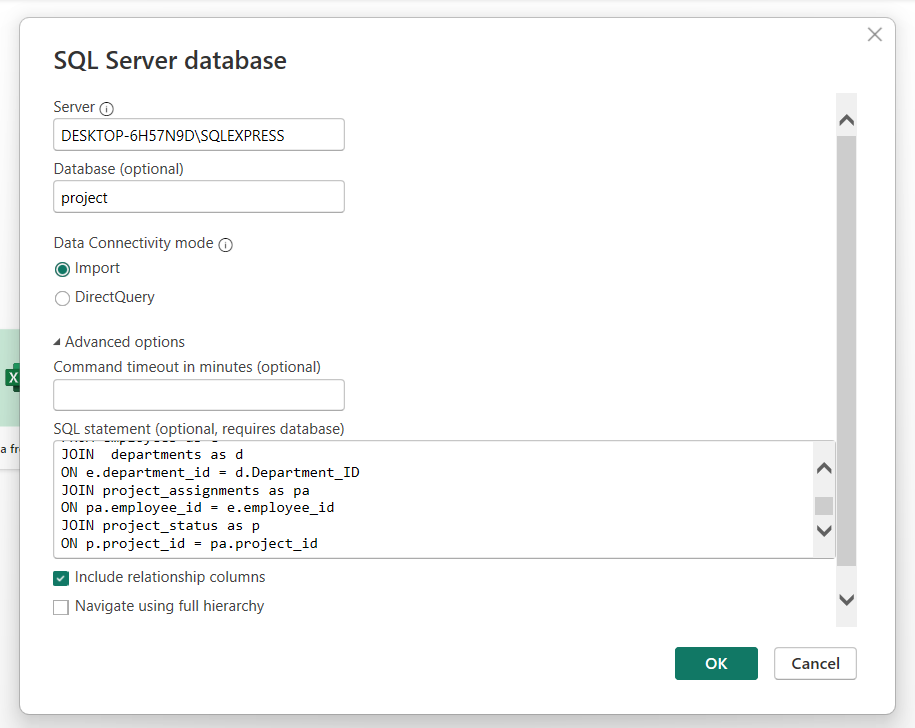 SQL Server database
Server
DESKTOP-6H57N9D\SQLEXPRESS
Database (optional)
project
Data Connectivity mode
Import
DirectQuery
Advanced options
Command timeout in minutes (optional)
SQL statement (optional, requires database)
JOIN  departments as d
ON e.department_id = d.Department_ID
JOIN project_assignments as pa
ON pa.employee_id = e.employee_id
JOIN project_status as p
ON p.project_id = pa.project_id
Include relationship columns
Navigate using full hierarchy
OK
Cancel
X
a